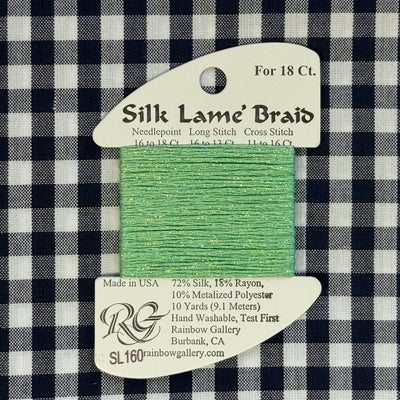 For 18 Ct.
Silk Lame' Braid
Needlepoint Long Stitch Cross Stitch
16 to 18 Ct. 16 to 13 Ct. 11 to 16 Ct.
Made in USA 72% Silk, 18% Rayon,
10% Metalized Polyester
10 Yards (9.1 Meters)
Hand Washable, Test First
RG Rainbow Gallery
Burbank, CA
SL160 rainbowgallery.com